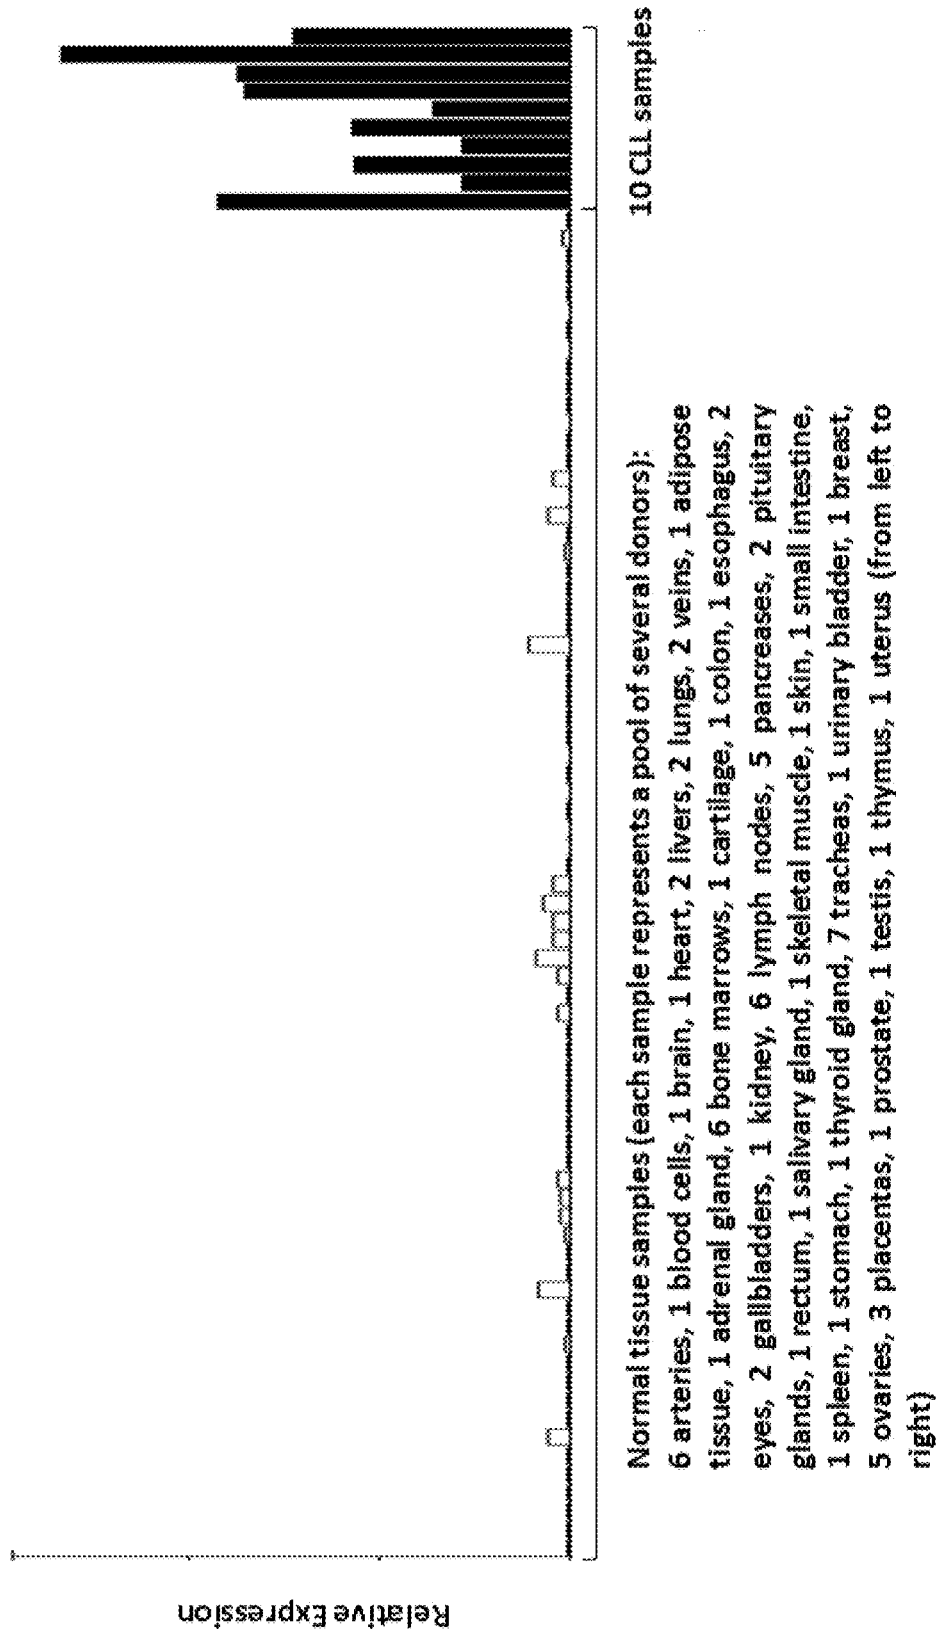 Relative Expression
10 CLL samples
Normal tissue samples (each sample represents a pool of several donors):
6 arteries, 1 blood cells, 1 brain, 1 heart, 2 livers, 2 lungs, 2 veins, 1 adipose
tissue, 1 adrenal gland, 6 bone marrows, 1 cartilage, 1 colon, 1 esophagus, 2
eyes, 2 gallbladders, 1 kidney, 6 lymph nodes, 5 pancreases, 2 pituitary
glands, 1 rectum, 1 salivary gland, 1 skeletal muscle, 1 skin, 1 small intestine,
1 spleen, 1 stomach, 1 thyroid gland, 7 tracheas, 1 urinary bladder, 1 breast,
5 ovaries, 3 placentas, 1 prostate, 1 testis, 1 thymus, 1 uterus (from left to
right)